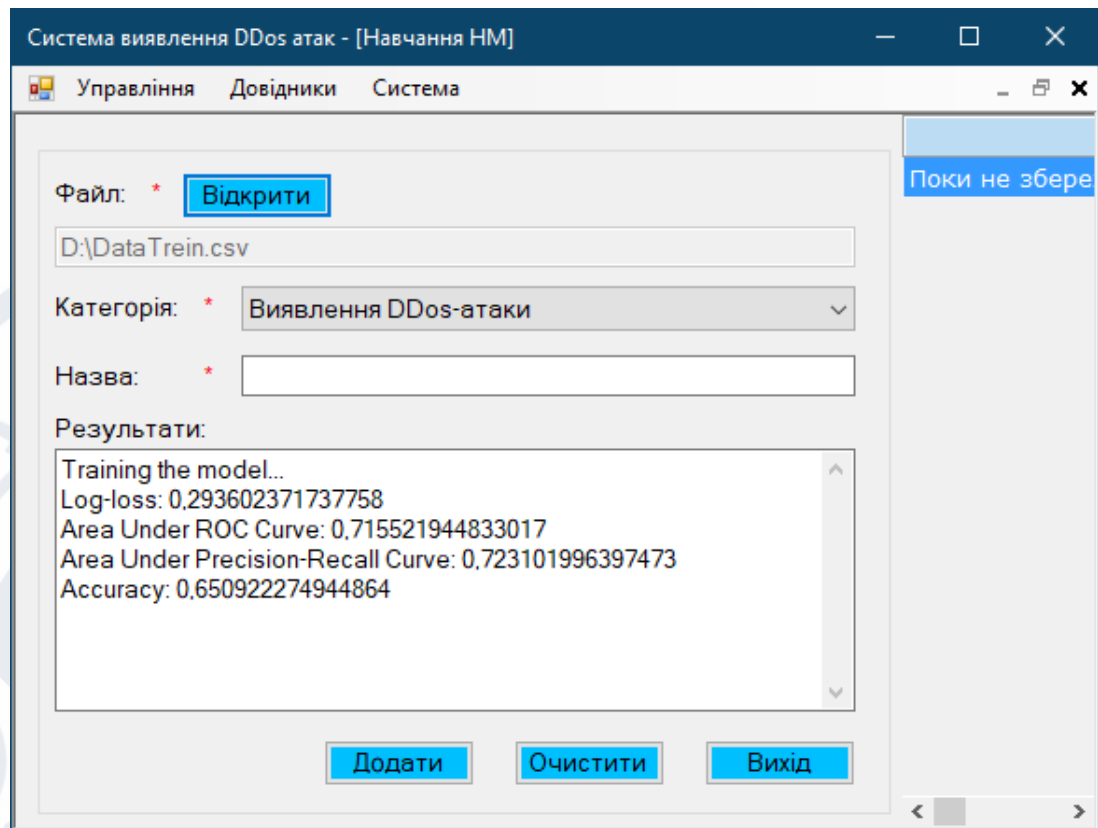 Система виявлення DDos атак - [Навчання НМ]
Управління Довідники Система
Файл: * Відкрити
D:\DataTrein.csv
Категорія: * Виявлення DDos-атаки
Назва: *
Результати:
Training the model...
Log-loss: 0,293602371737758
Area Under ROC Curve: 0,715521944833017
Area Under Precision-Recall Curve: 0,723101996397473
Accuracy: 0,650922274944864
Додати Очистити Вихід
Поки не збере